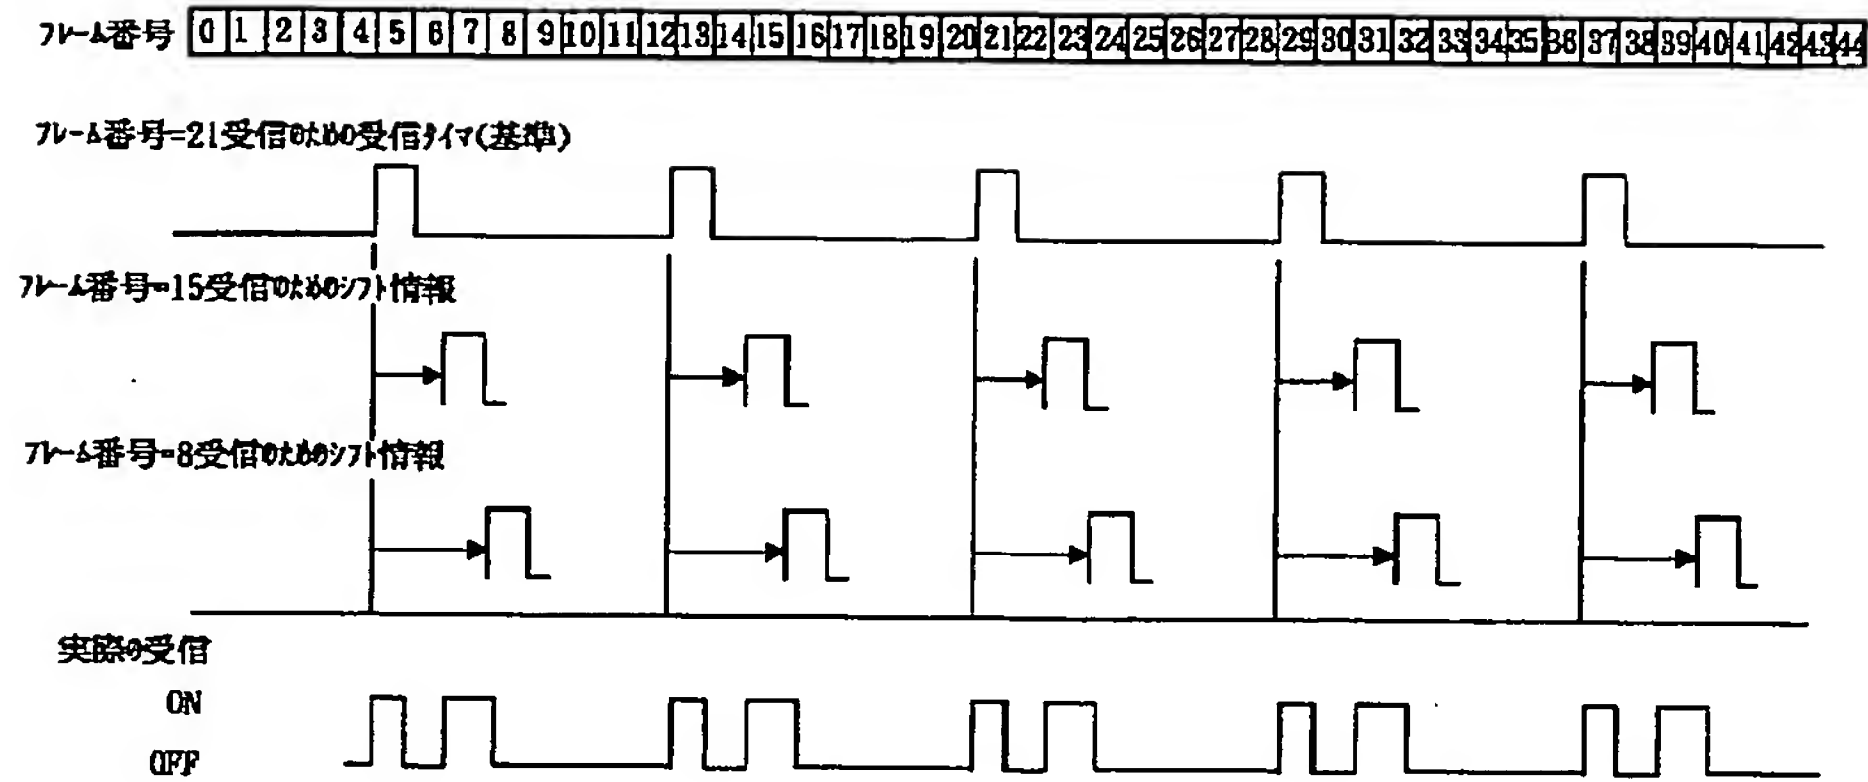 フレーム番号 0 1 2 3 4 5 6 7 8 9 10 11 12 13 14 15 16 17 18 19 20 21 22 23 24 25 26 27 28 29 30 31 32 33 34 35 36 37 38 39 40 41 42 43 44
フレーム番号=21受信のための受信タイマ(基準)
フレーム番号=15受信のためのシフト情報
フレーム番号=8受信のためのシフト情報
実際の受信
ON
OFF